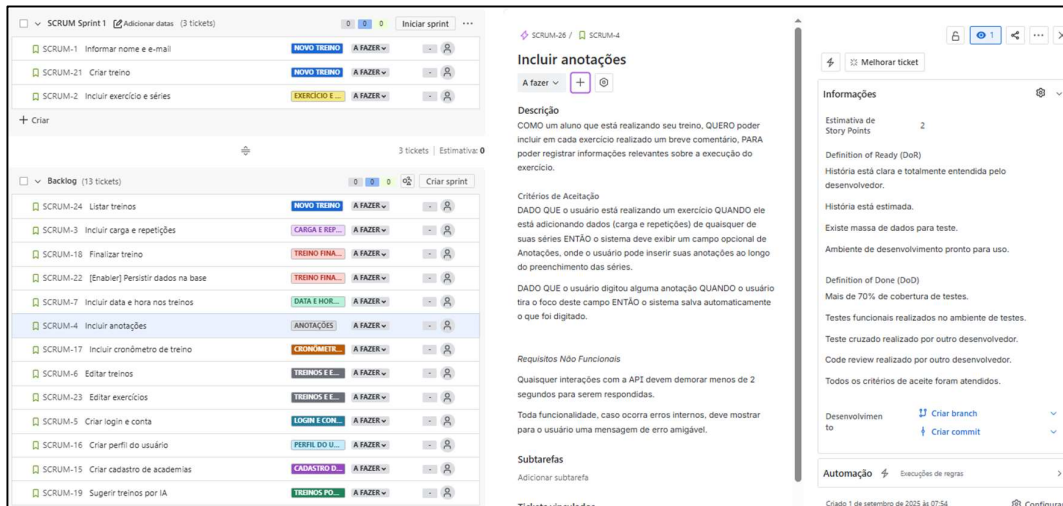 SCRUM Sprint 1 Adicionar datas (3 tickets) 0 0 0 Iniciar sprint ...
SCRUM-1 Informar nome e e-mail NOVO TREINO A FAZER -
SCRUM-21 Criar treino NOVO TREINO A FAZER -
SCRUM-2 Incluir exercício e séries EXERCÍCIO E ... A FAZER -
+ Criar
3 tickets | Estimativa: 0
Backlog (13 tickets) 0 0 0 Criar sprint
SCRUM-24 Listar treinos NOVO TREINO A FAZER -
SCRUM-3 Incluir carga e repetições CARGA E REP... A FAZER -
SCRUM-18 Finalizar treino TREINO FINA... A FAZER -
SCRUM-22 [Enabler] Persistir dados na base TREINO FINA... A FAZER -
SCRUM-7 Incluir data e hora nos treinos DATA E HOR... A FAZER -
SCRUM-4 Incluir anotações ANOTAÇÕES A FAZER -
SCRUM-17 Incluir cronômetro de treino CRONÔMETR... A FAZER -
SCRUM-6 Editar treinos TREINOS E E... A FAZER -
SCRUM-23 Editar exercícios TREINOS E E... A FAZER -
SCRUM-5 Criar login e conta LOGIN E CON... A FAZER -
SCRUM-16 Criar perfil do usuário PERFIL DO U... A FAZER -
SCRUM-15 Criar cadastro de academias CADASTRO D... A FAZER -
SCRUM-19 Sugerir treinos por IA TREINOS PO... A FAZER -
SCRUM-26 / SCRUM-4
Incluir anotações
A fazer
Descrição
COMO um aluno que está realizando seu treino, QUERO poder
incluir em cada exercício realizado um breve comentário, PARA
poder registrar informações relevantes sobre a execução do
exercício.
Critérios de Aceitação
DADO QUE o usuário está realizando um exercício QUANDO ele
está adicionando dados (carga e repetições) de quaisquer de
suas séries ENTÃO o sistema deve exibir um campo opcional de
Anotações, onde o usuário pode inserir suas anotações ao longo
do preenchimento das séries.
DADO QUE o usuário digitou alguma anotação QUANDO o usuário
tira o foco deste campo ENTÃO o sistema salva automaticamente
o que foi digitado.
Requisitos Não Funcionais
Quaisquer interações com a API devem demorar menos de 2
segundos para serem respondidas.
Toda funcionalidade, caso ocorra erros internos, deve mostrar
para o usuário uma mensagem de erro amigável.
Subtarefas
Adicionar subtarefa
Tickets vinculados
1
Melhorar ticket
Informações
Estimativa de
Story Points 2
Definition of Ready (DoR)
História está clara e totalmente entendida pelo
desenvolvedor.
História está estimada.
Existe massa de dados para teste.
Ambiente de desenvolvimento pronto para uso.
Definition of Done (DoD)
Mais de 70% de cobertura de testes.
Testes funcionais realizados no ambiente de testes.
Teste cruzado realizado por outro desenvolvedor.
Code review realizado por outro desenvolvedor.
Todos os critérios de aceite foram atendidos.
Desenvolvimen
to
Criar branch
Criar commit
Automação Execuções de regras
Criado 1 de setembro de 2025 às 07:54 Configurar